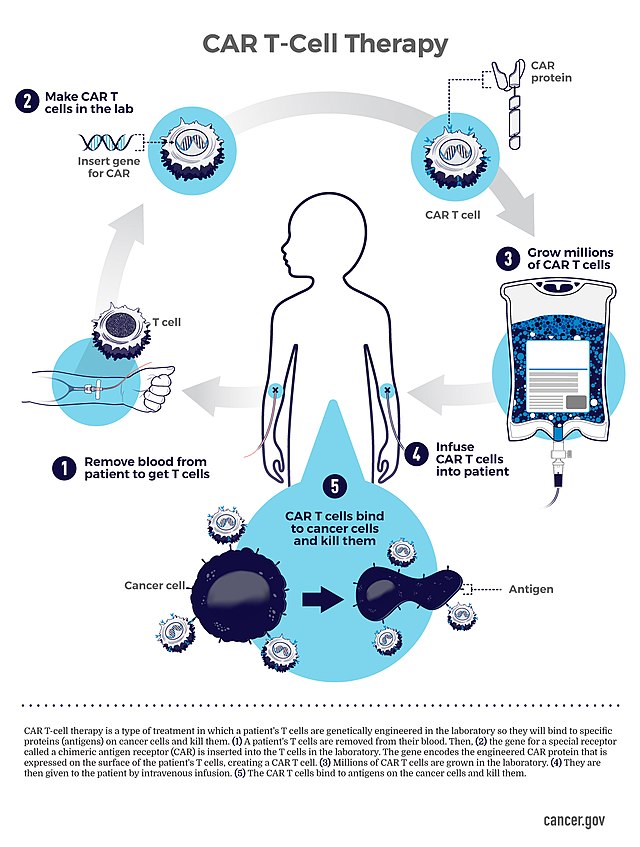 CAR T-Cell Therapy
CAR
protein
2 Make CAR T
cells in the lab
Insert gene
for CAR
CAR T cell
3 Grow millions
of CAR T cells
T cell
1 Remove blood from
patient to get T cells
4 Infuse
CAR T cells
into patient
5
CAR T cells bind
to cancer cells
and kill them
Cancer cell
Antigen
CAR T-cell therapy is a type of treatment in which a patient's T cells are genetically engineered in the laboratory so they will bind to specific
proteins (antigens) on cancer cells and kill them. (1) A patient's T cells are removed from their blood. Then, (2) the gene for a special receptor
called a chimeric antigen receptor (CAR) is inserted into the T cells in the laboratory. The gene encodes the engineered CAR protein that is
expressed on the surface of the patient's T cells, creating a CAR T cell. (3) Millions of CAR T cells are grown in the laboratory. (4) They are
then given to the patient by intravenous infusion. (5) The CAR T cells bind to antigens on the cancer cells and kill them.
cancer.gov